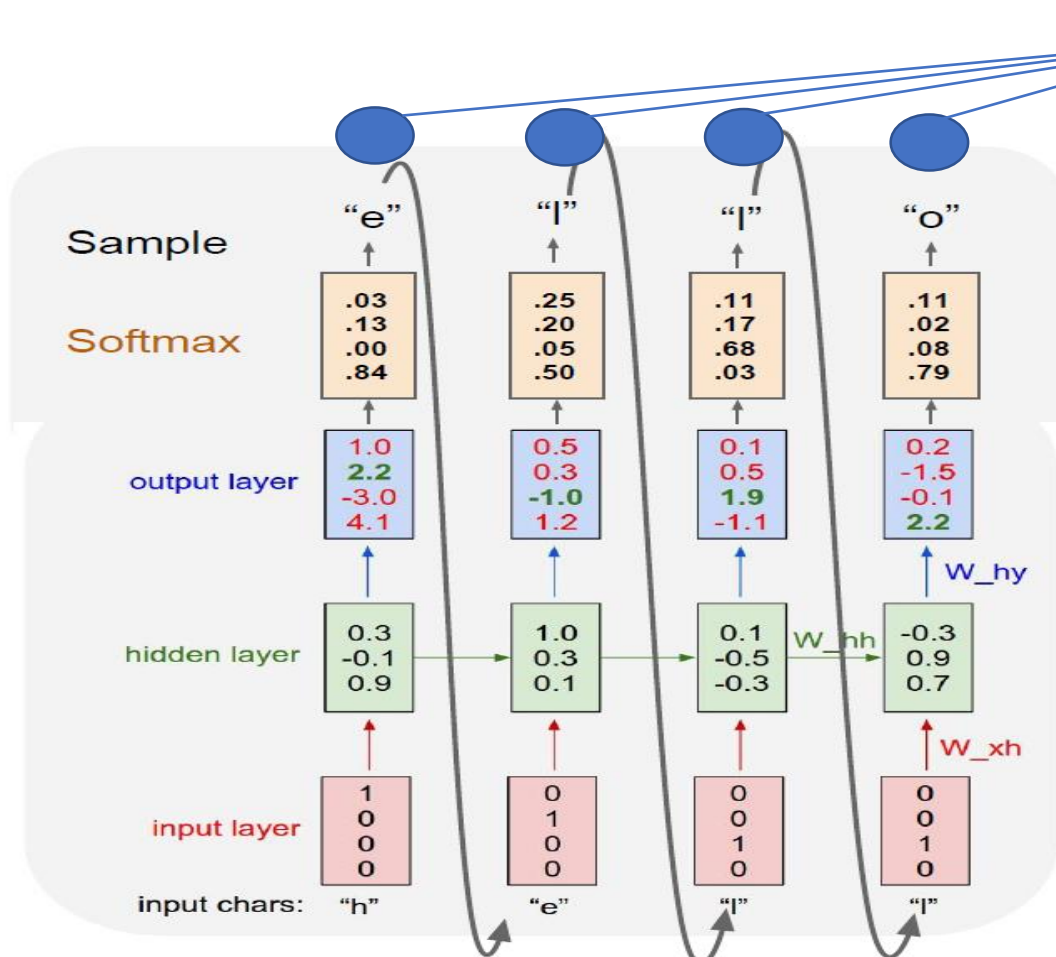 “e” “l” “l” “o”
Sample
.03 .25 .11 .11
.13 .20 .17 .02
.00 .05 .68 .08
.84 .50 .03 .79
Softmax
1.0 0.5 0.1 0.2
2.2 0.3 0.5 -1.5
-3.0 -1.0 1.9 -0.1
4.1 1.2 -1.1 2.2
output layer
W_hy
0.3 1.0 0.1 -0.3
-0.1 0.3 -0.5 0.9
0.9 0.1 -0.3 0.7
hidden layer
W_hh
W_xh
1 0 0 0
0 1 0 0
0 0 1 1
0 0 0 0
input layer
input chars: “h” “e” “l” “l”